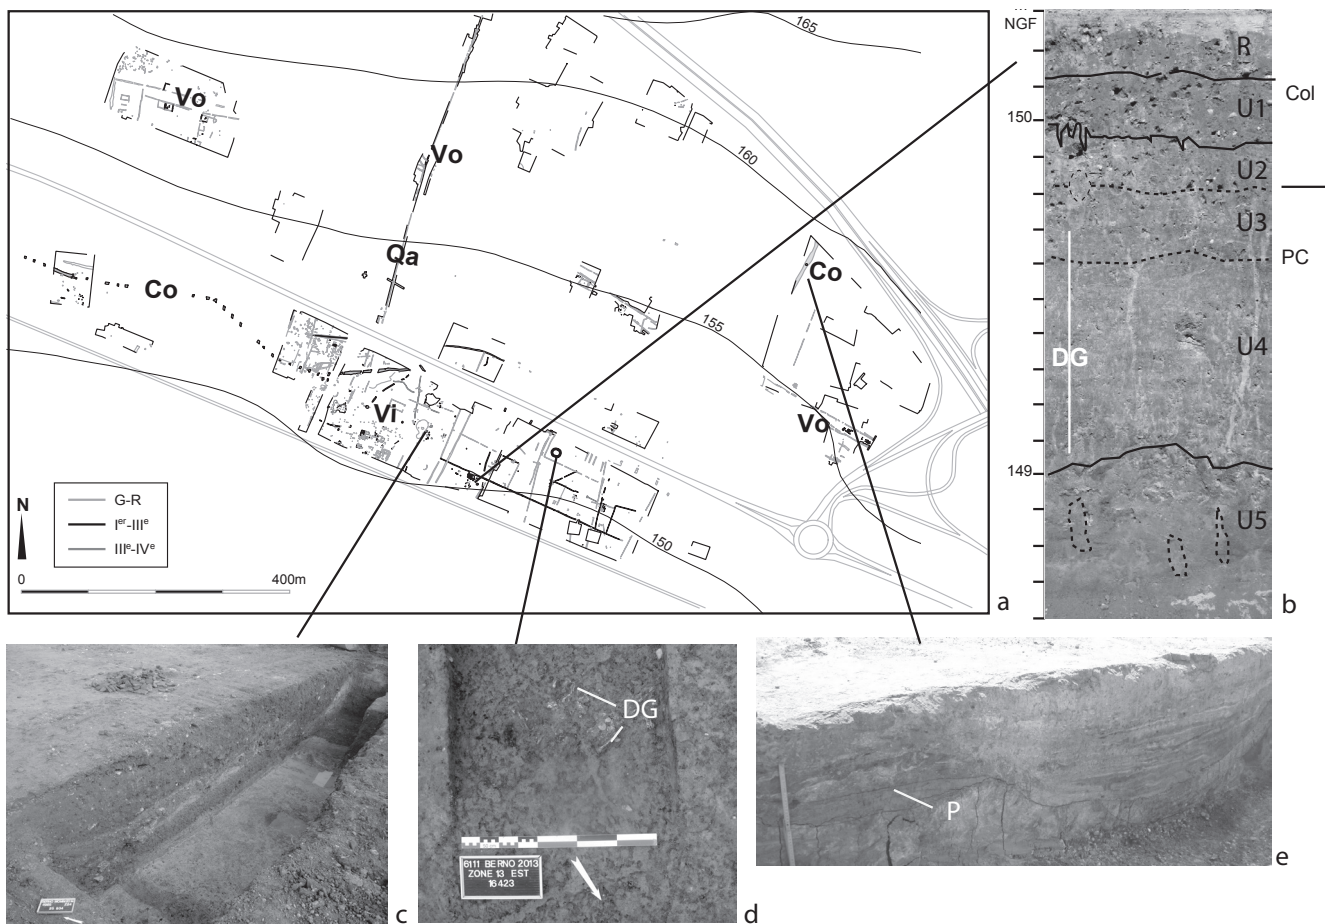 165
160
155
150
Vo
Vo
Qa
Co
Co
Vi
Vo
G-R
Iᵉʳ-IIIᵉ
IIIᵉ-IVᵉ
N
0
400m
a
NGF
150
149
R
U1
U2
U3
U4
U5
DG
Col
PC
b
c
DG
6111 BERNO 2013
ZONE 13 EST
16423
d
P
e